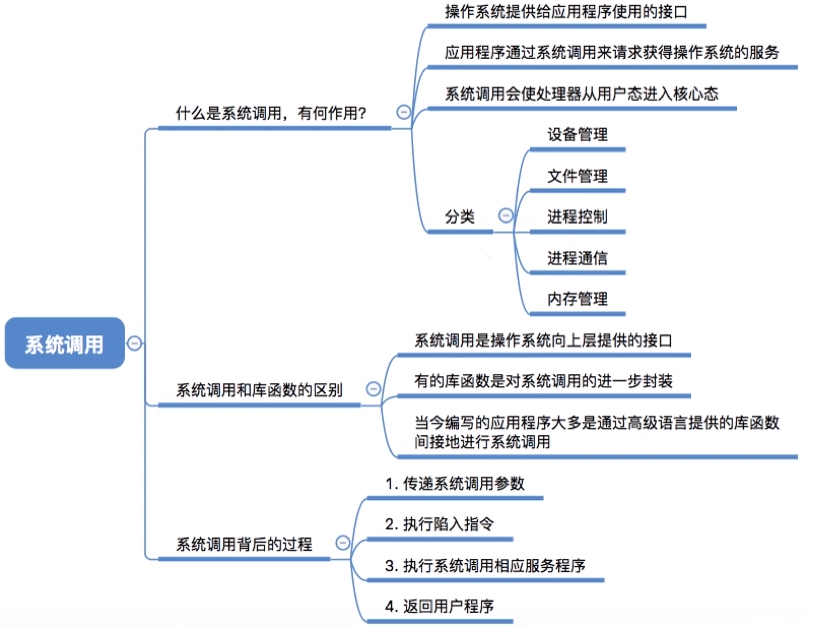 系统调用
什么是系统调用，有何作用？
操作系统提供给应用程序使用的接口
应用程序通过系统调用来请求获得操作系统的服务
系统调用会使处理器从用户态进入核心态
分类
设备管理
文件管理
进程控制
进程通信
内存管理
系统调用和库函数的区别
系统调用是操作系统向上层提供的接口
有的库函数是对系统调用的进一步封装
当今编写的应用程序大多是通过高级语言提供的库函数
间接地进行系统调用
系统调用背后的过程
1. 传递系统调用参数
2. 执行陷入指令
3. 执行系统调用相应服务程序
4. 返回用户程序